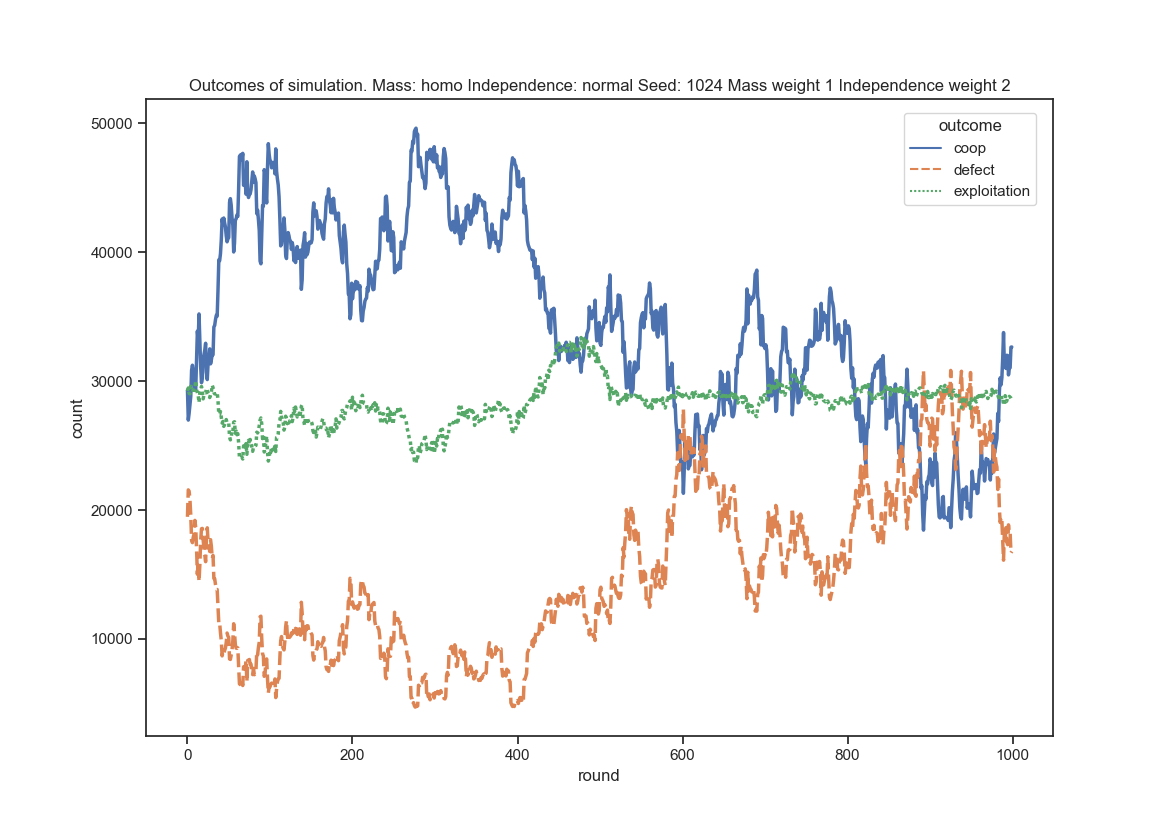 Outcomes of simulation. Mass: homo Independence: normal Seed: 1024 Mass weight 1 Independence weight 2
outcome
coop
defect
exploitation
50000
40000
30000
20000
10000
count
0
200
400
600
800
1000
round